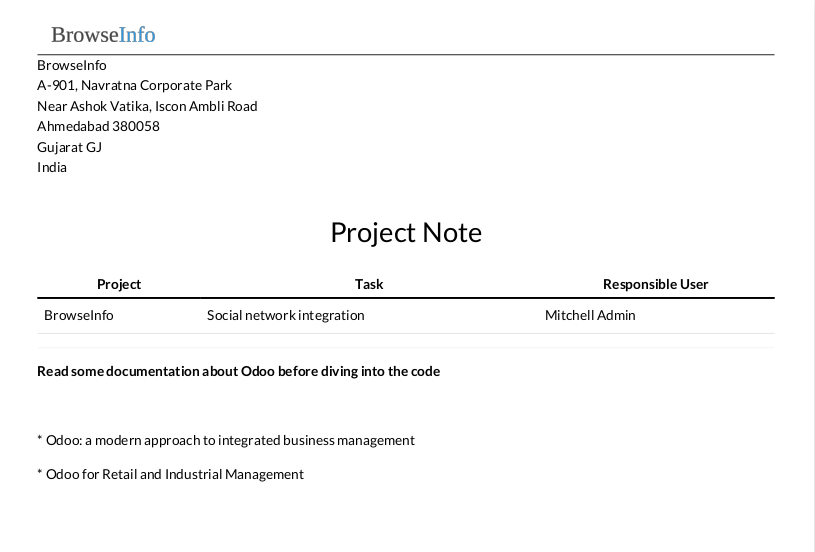 BrowseInfo
BrowseInfo
A-901, Navratna Corporate Park
Near Ashok Vatika, Iscon Ambli Road
Ahmedabad 380058
Gujarat GJ
India
Project Note
Project Task Responsible User
BrowseInfo Social network integration Mitchell Admin
Read some documentation about Odoo before diving into the code
* Odoo: a modern approach to integrated business management
* Odoo for Retail and Industrial Management